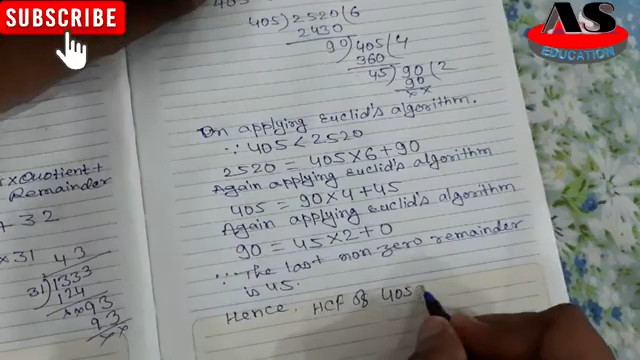 SUBSCRIBE
AS
EDUCATION
405
405) 2520 (6
2430
90) 405 (4
360
45) 90 (2
90
××
On applying Euclid's algorithm.
∵ 405 < 2520
2520 = 405 × 6 + 90
Again applying Euclid's algorithm
405 = 90 × 4 + 45
Again applying Euclid's algorithm
90 = 45 × 2 + 0
∵ The last non-zero remainder
is 45.
Hence. HCF of 405
× Quotient +
Remainder
+ 32
× 31
43
31) 1333
124
××93
93
××